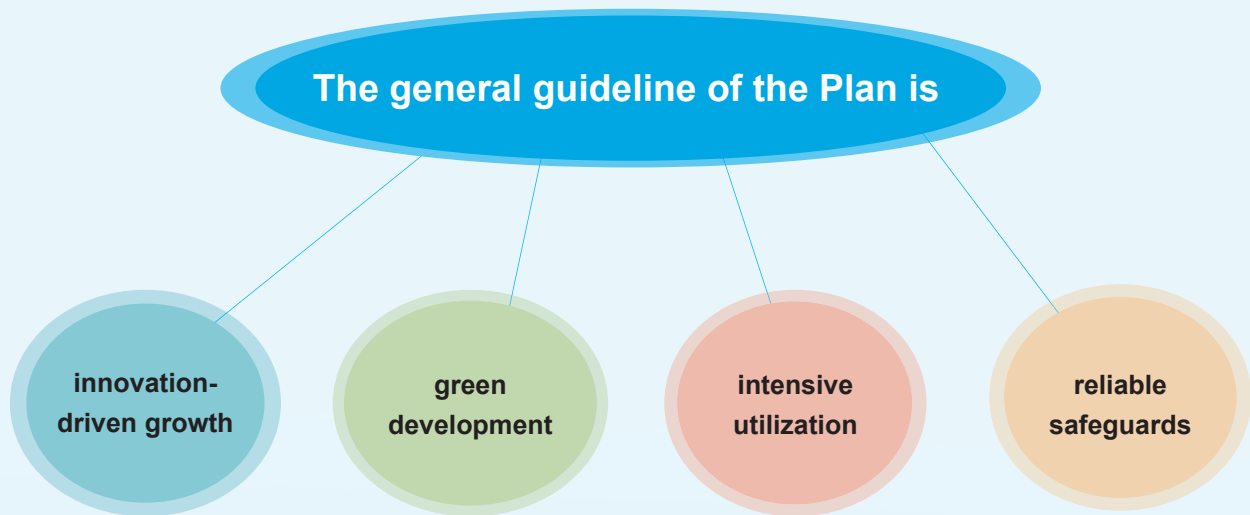 The general guideline of the Plan is
innovation-
driven growth
green
development
intensive
utilization
reliable
safeguards